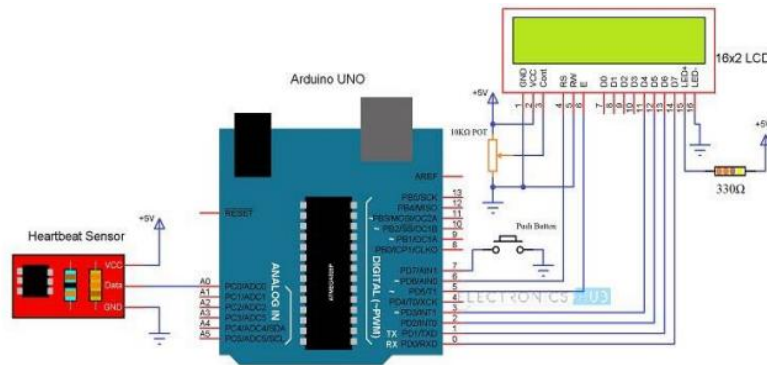 16x2 LCD
GND
VCC
Cont
RS
RW
E
D0
D1
D2
D3
D4
D5
D6
D7
LED+
LED-
1
2
3
4
5
6
7
8
9
10
11
12
13
14
15
16
+5V
+5V
10KΩ POT
330Ω
Arduino UNO
AREF
RESET
PB5/SCK 13
PB4/MISO 12
~PB3/MOSI/OC2A 11
~PB2/SS/OC1B 10
~PB1/OC1A 9
PB0/ICP1/CLKO 8
PD7/AIN1 7
~PD6/AIN0 6
~PD5/T1 5
PD4/T0/XCK 4
~PD3/INT1 3
PD2/INT0 2
TX PD1/TXD 1
RX PD0/RXD 0
DIGITAL (~PWM)
ANALOG IN
A0 PC0/ADC0
A1 PC1/ADC1
A2 PC2/ADC2
A3 PC3/ADC3
A4 PC4/ADC4/SDA
A5 PC5/ADC5/SCL
Push Button
ELECTRONICS HUB
Heartbeat Sensor
+5V
VCC
Data
GND